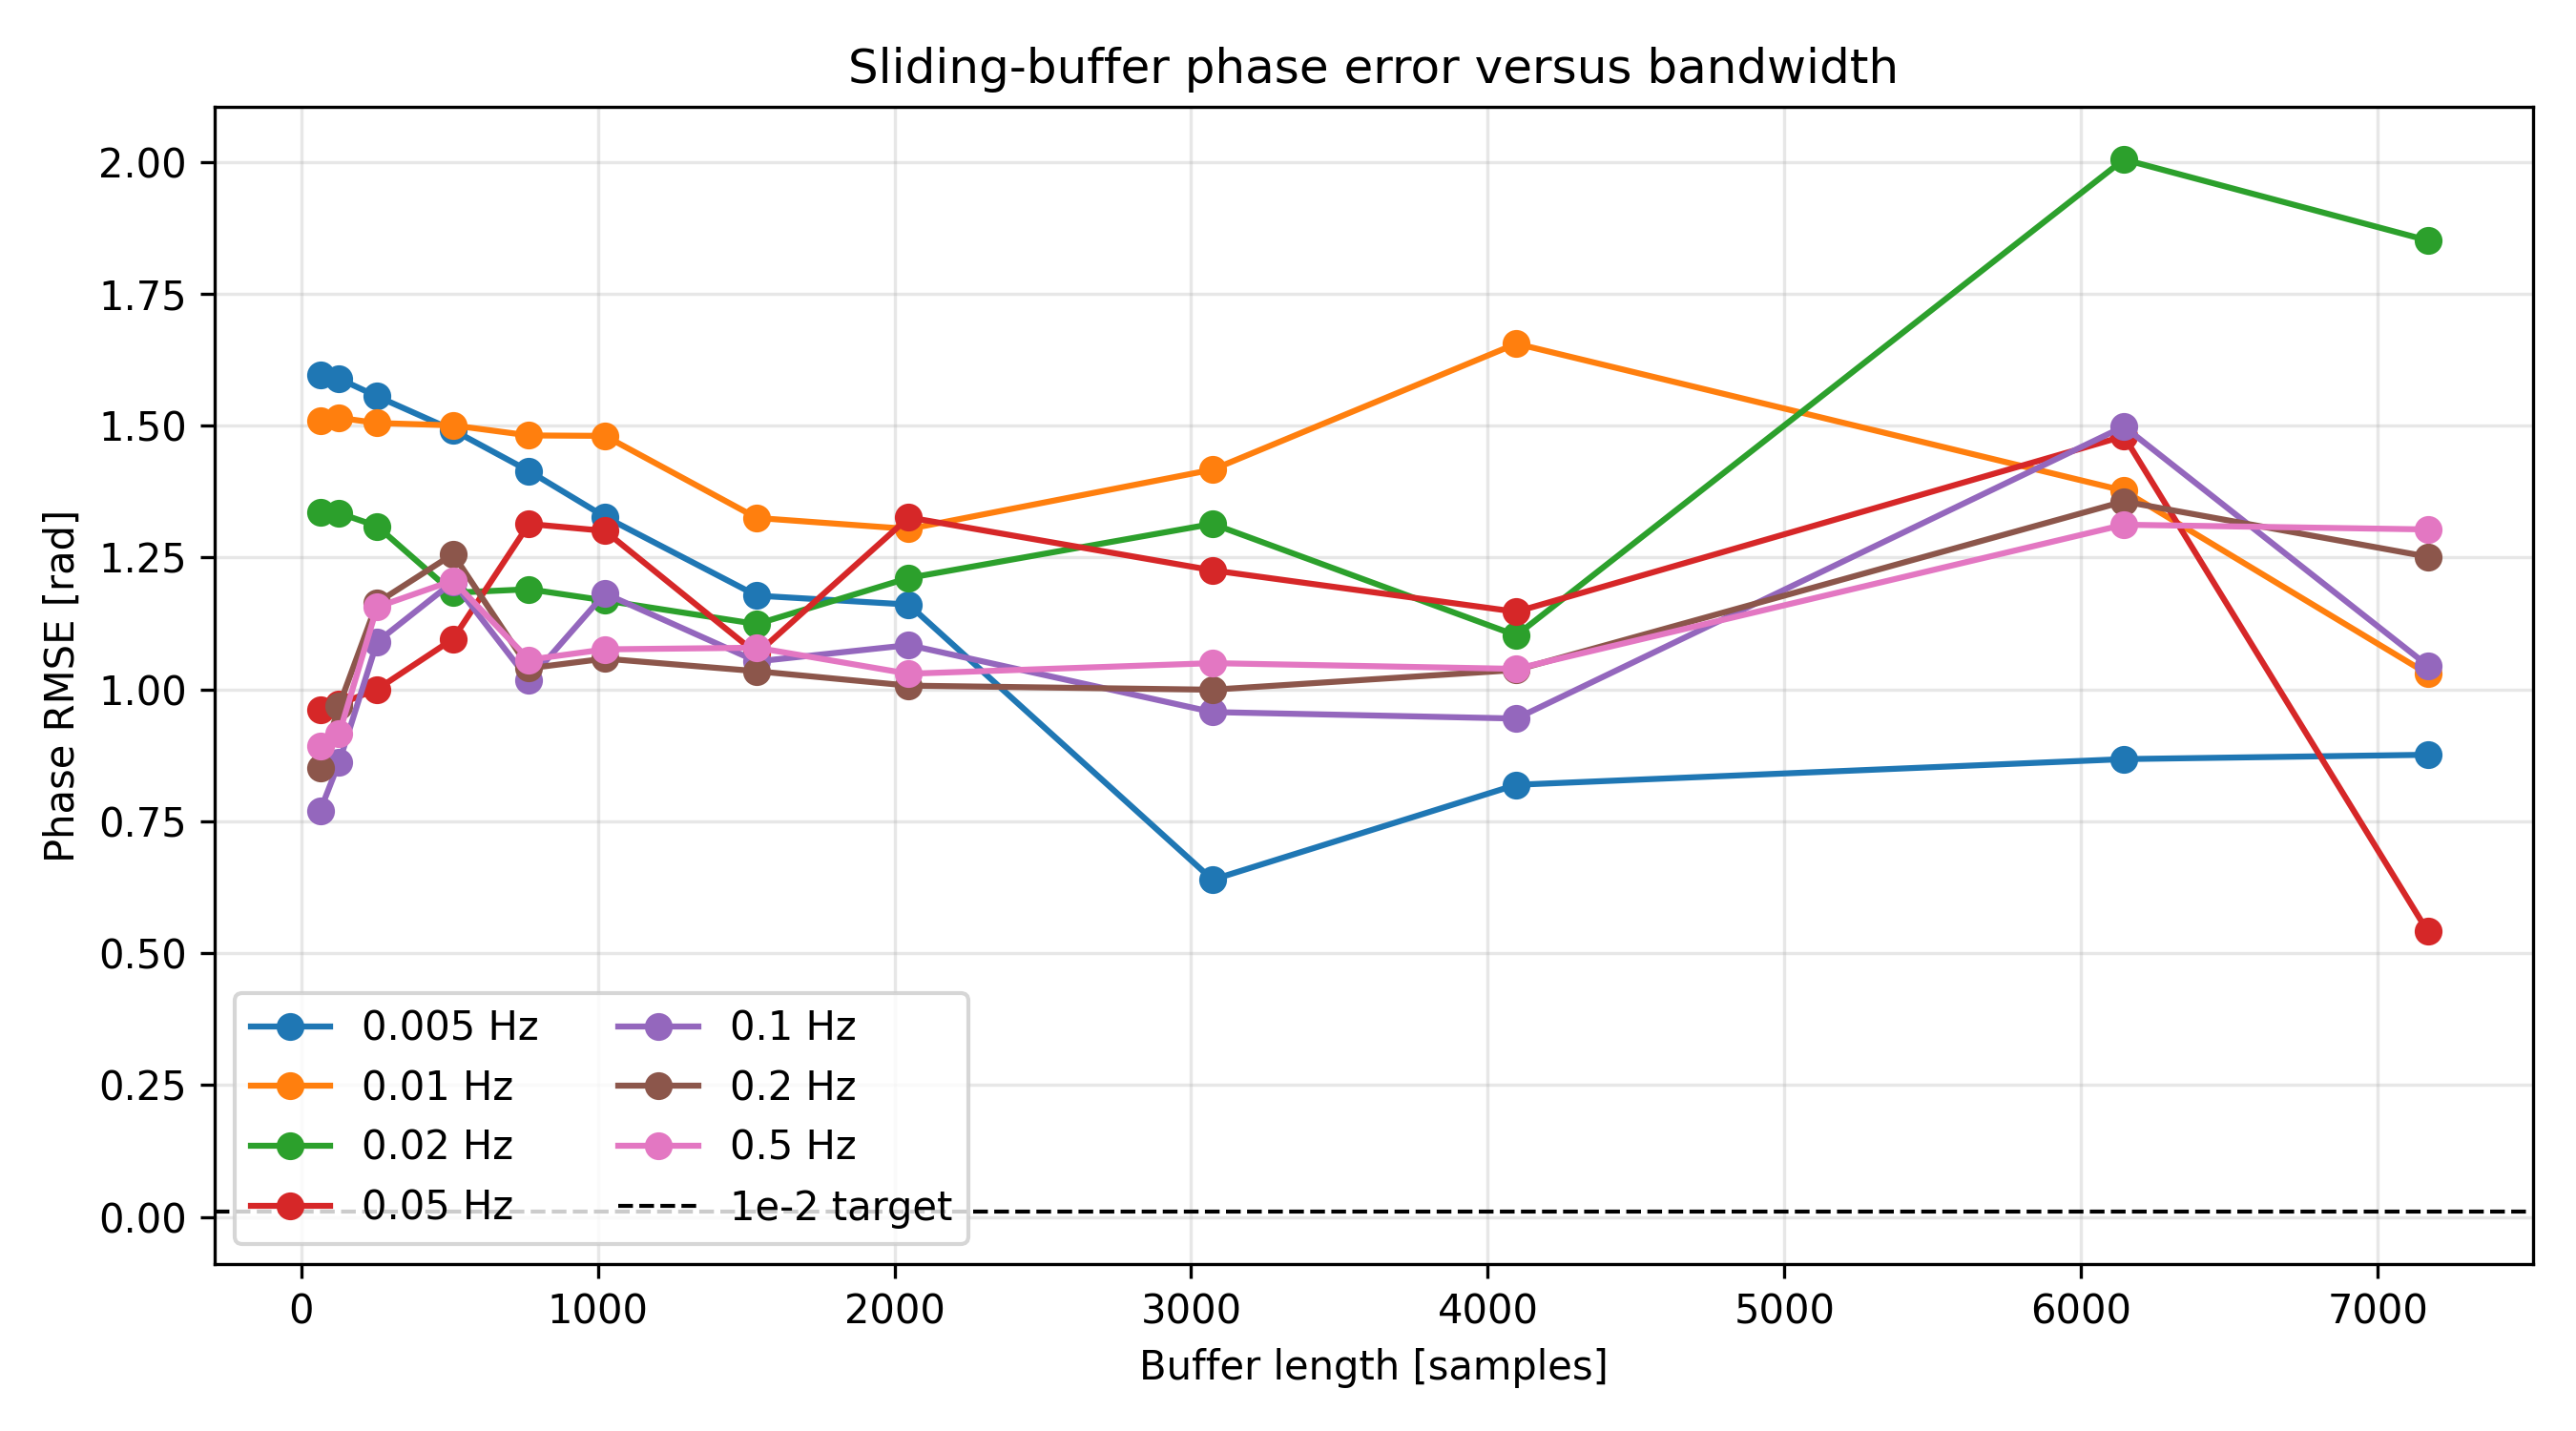 Sliding-buffer phase error versus bandwidth
Phase RMSE [rad]
2.00
1.75
1.50
1.25
1.00
0.75
0.50
0.25
0.00
0.005 Hz
0.01 Hz
0.02 Hz
0.05 Hz
0.1 Hz
0.2 Hz
0.5 Hz
1e-2 target
0 1000 2000 3000 4000 5000 6000 7000
Buffer length [samples]